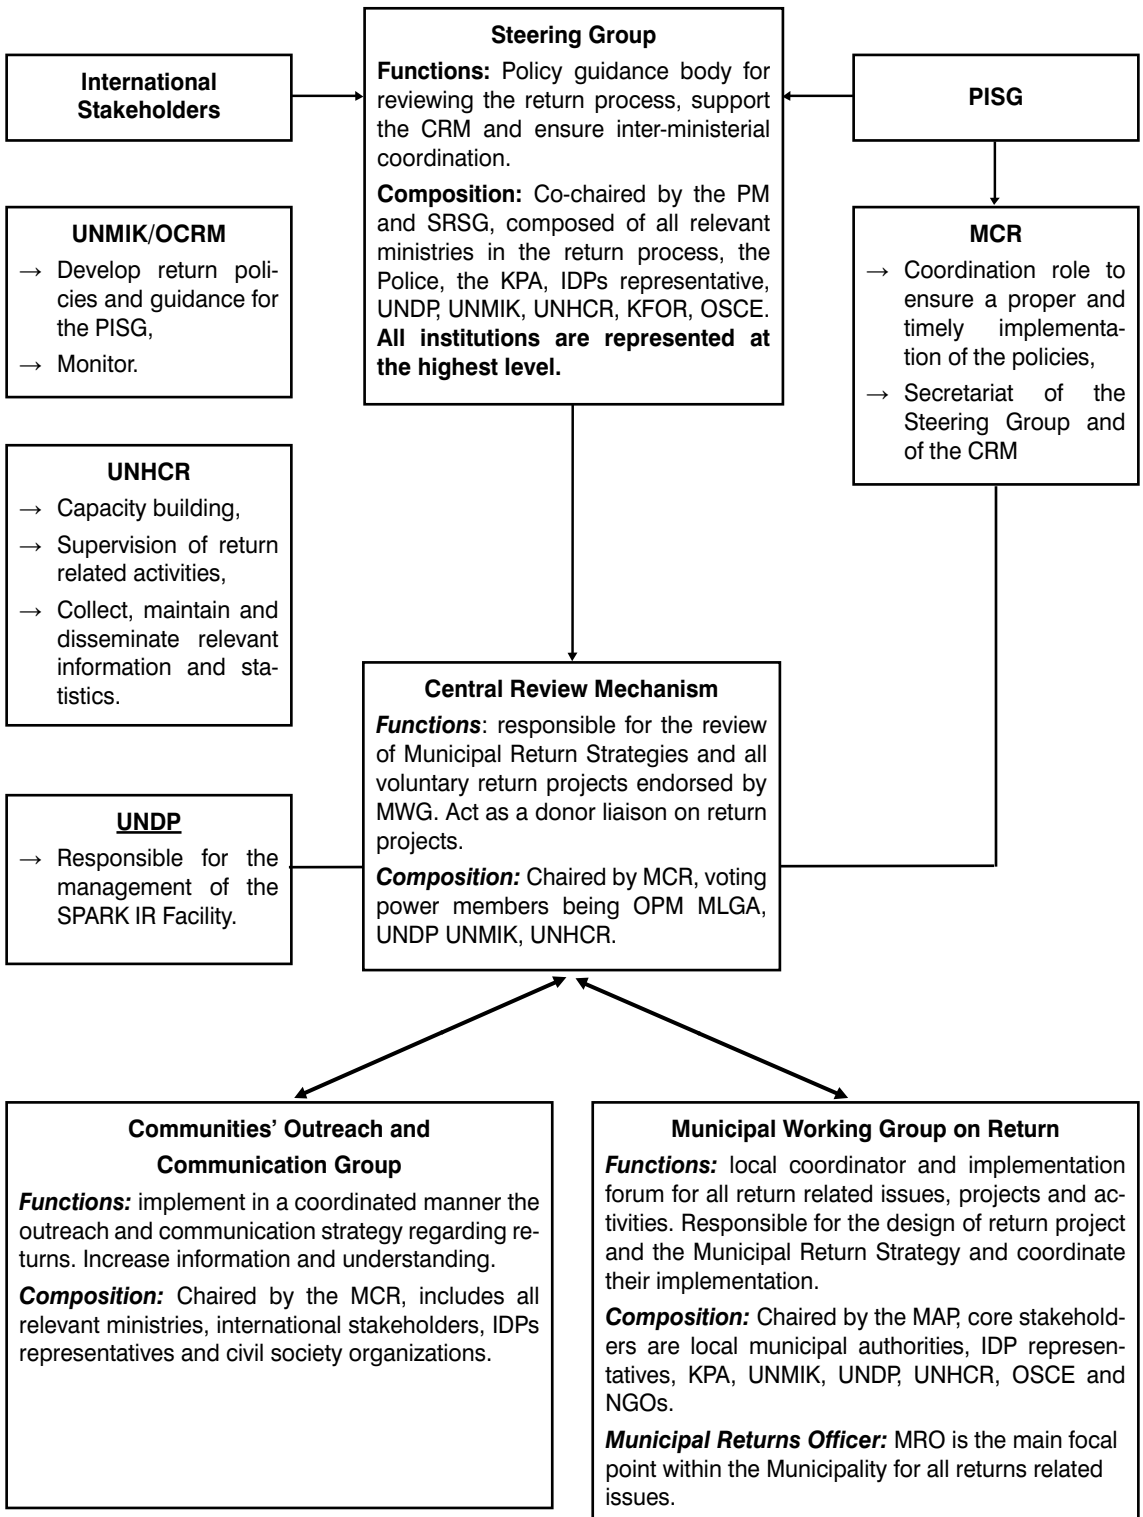 International
Stakeholders
Steering Group
Functions: Policy guidance body for
reviewing the return process, support
the CRM and ensure inter-ministerial
coordination.
Composition: Co-chaired by the PM
and SRSG, composed of all relevant
ministries in the return process, the
Police, the KPA, IDPs representative,
UNDP, UNMIK, UNHCR, KFOR, OSCE.
All institutions are represented at
the highest level.
PISG
UNMIK/OCRM
→ Develop return poli-
cies and guidance for
the PISG,
→ Monitor.
MCR
→ Coordination role to
ensure a proper and
timely implementa-
tion of the policies,
→ Secretariat of the
Steering Group and
of the CRM
UNHCR
→ Capacity building,
→ Supervision of return
related activities,
→ Collect, maintain and
disseminate relevant
information and sta-
tistics.
Central Review Mechanism
Functions: responsible for the review
of Municipal Return Strategies and all
voluntary return projects endorsed by
MWG. Act as a donor liaison on return
projects.
Composition: Chaired by MCR, voting
power members being OPM MLGA,
UNDP UNMIK, UNHCR.
UNDP
→ Responsible for the
management of the
SPARK IR Facility.
Communities' Outreach and
Communication Group
Functions: implement in a coordinated manner the
outreach and communication strategy regarding re-
turns. Increase information and understanding.
Composition: Chaired by the MCR, includes all
relevant ministries, international stakeholders, IDPs
representatives and civil society organizations.
Municipal Working Group on Return
Functions: local coordinator and implementation
forum for all return related issues, projects and ac-
tivities. Responsible for the design of return project
and the Municipal Return Strategy and coordinate
their implementation.
Composition: Chaired by the MAP, core stakehold-
ers are local municipal authorities, IDP represen-
tatives, KPA, UNMIK, UNDP, UNHCR, OSCE and
NGOs.
Municipal Returns Officer: MRO is the main focal
point within the Municipality for all returns related
issues.